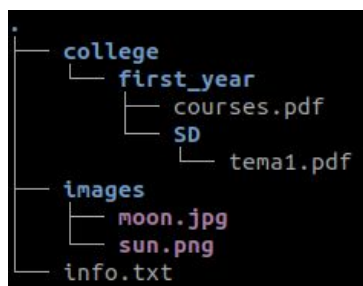 .
college
first_year
courses.pdf
SD
tema1.pdf
images
moon.jpg
sun.png
info.txt